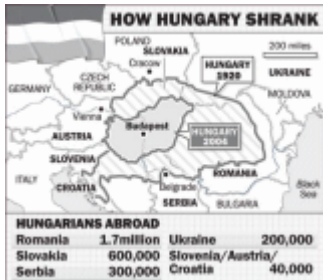 HOW HUNGARY SHRANK
POLAND
SLOVAKIA
Cracow
200 miles
HUNGARY
1920
UKRAINE
GERMANY
CZECH
REPUBLIC
MOLDOVA
Vienna
Budapest
AUSTRIA
HUNGARY
2004
SLOVENIA
ROMANIA
ITALY
CROATIA
Belgrade
SERBIA
BULGARIA
Black
Sea
HUNGARIANS ABROAD
Romania 1.7million Ukraine 200,000
Slovakia 600,000 Slovenia/Austria/
Serbia 300,000 Croatia 40,000